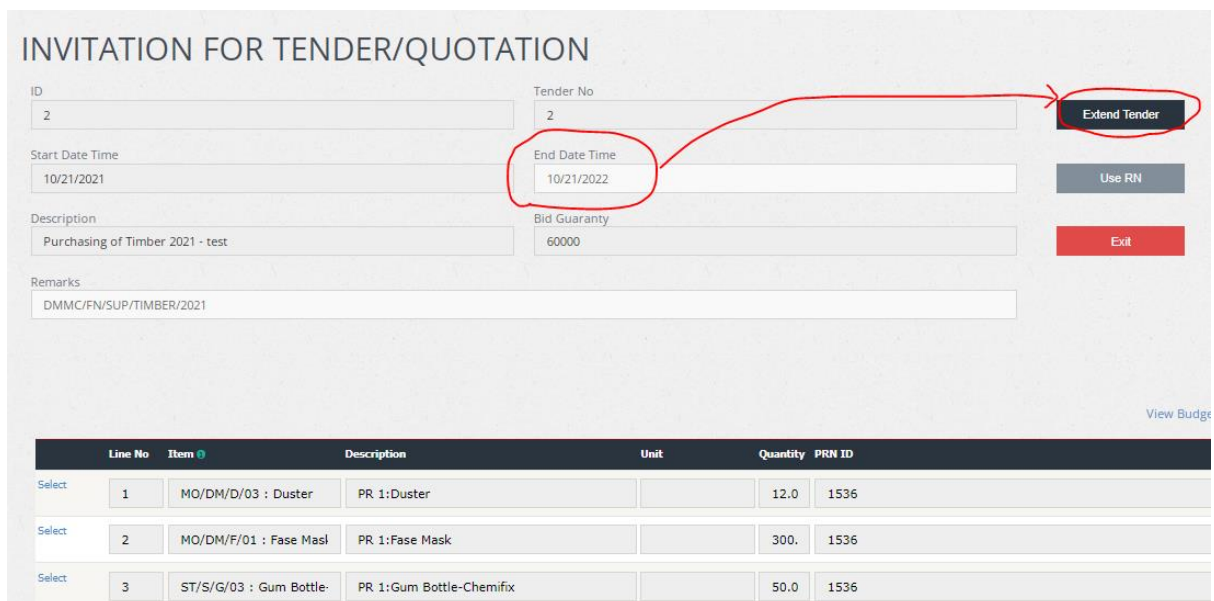 INVITATION FOR TENDER/QUOTATION
ID
Tender No
2
2
Extend Tender
Start Date Time
End Date Time
10/21/2021
10/21/2022
Use RN
Description
Bid Guaranty
Purchasing of Timber 2021 - test
60000
Exit
Remarks
DMMC/FN/SUP/TIMBER/2021
View Budge
Line No Item Description Unit Quantity PRN ID
Select 1 MO/DM/D/03 : Duster PR 1:Duster 12.0 1536
Select 2 MO/DM/F/01 : Fase Mask PR 1:Fase Mask 300. 1536
Select 3 ST/S/G/03 : Gum Bottle- PR 1:Gum Bottle-Chemifix 50.0 1536